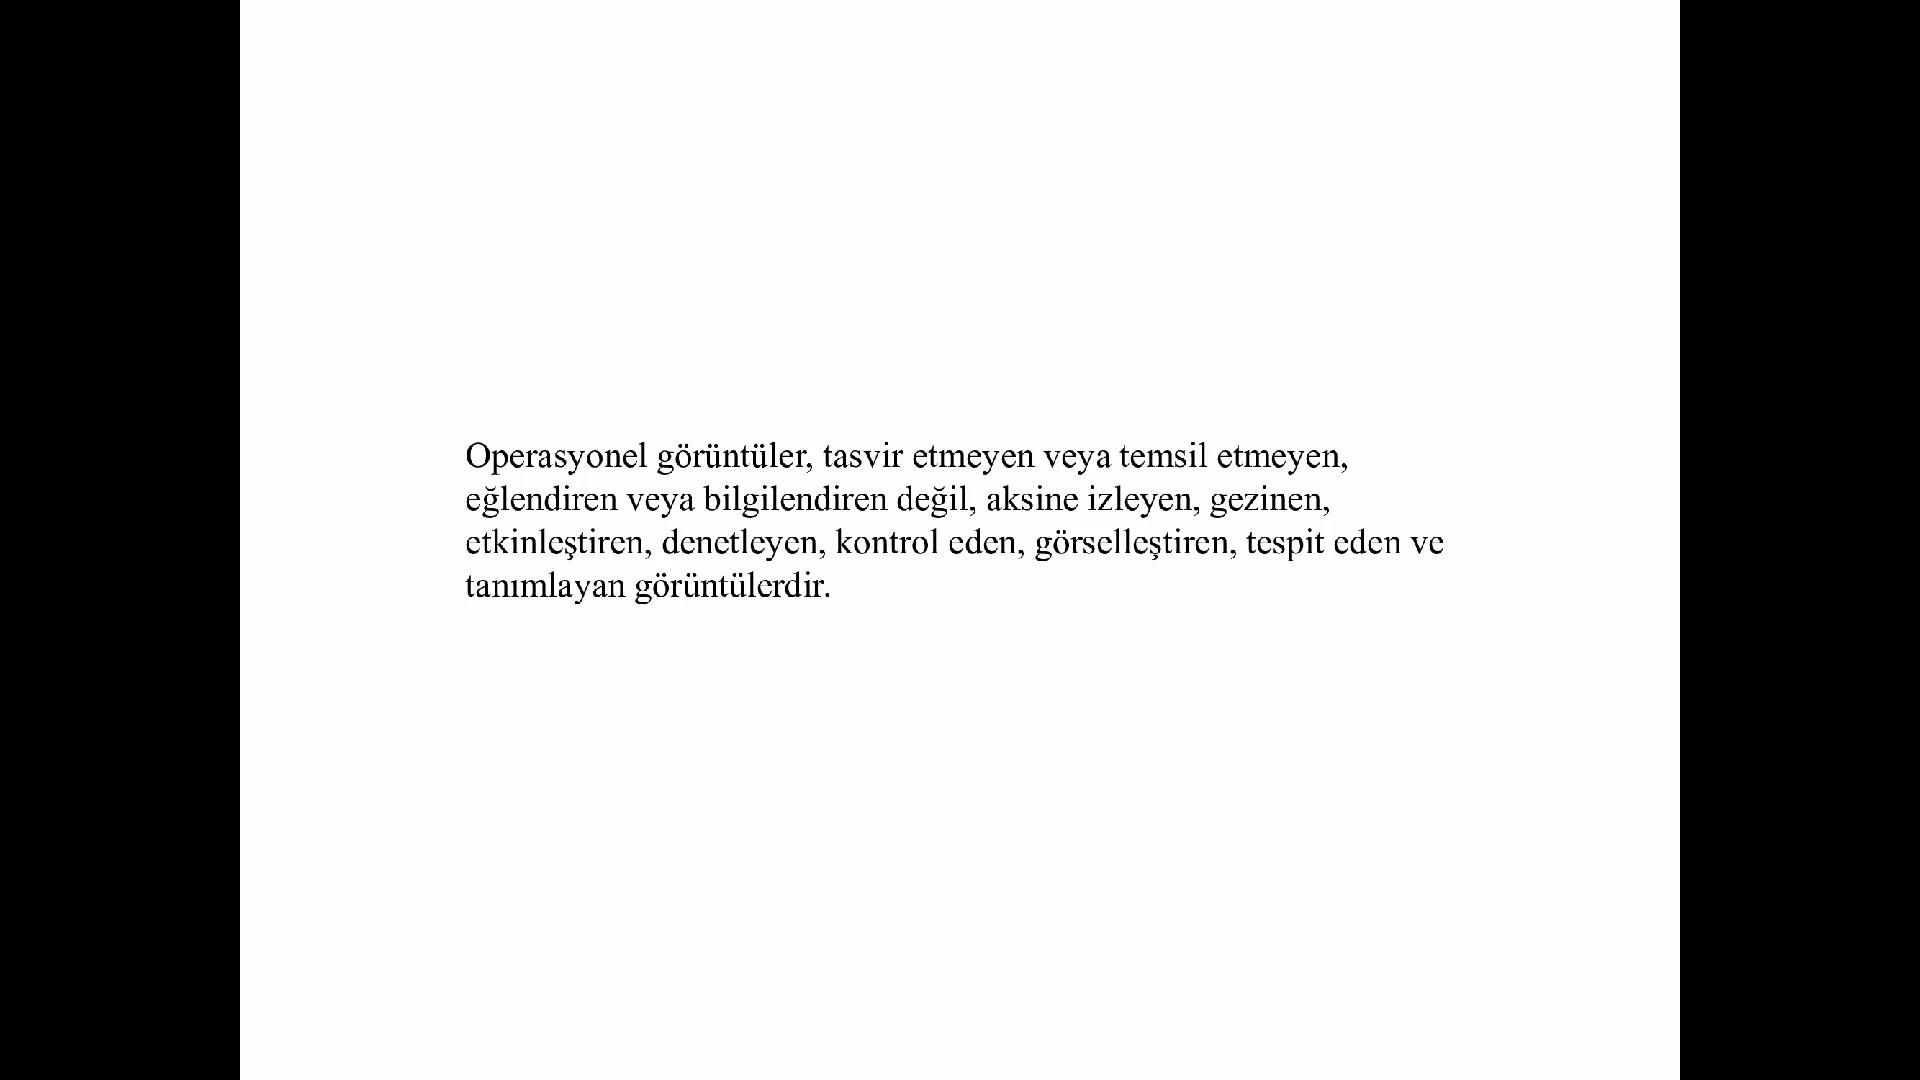 Operasyonel görüntüler, tasvir etmeyen veya temsil etmeyen,
eğlendiren veya bilgilendiren değil, aksine izleyen, gezinen,
etkinleştiren, denetleyen, kontrol eden, görselleştiren, tespit eden ve
tanımlayan görüntülerdir.